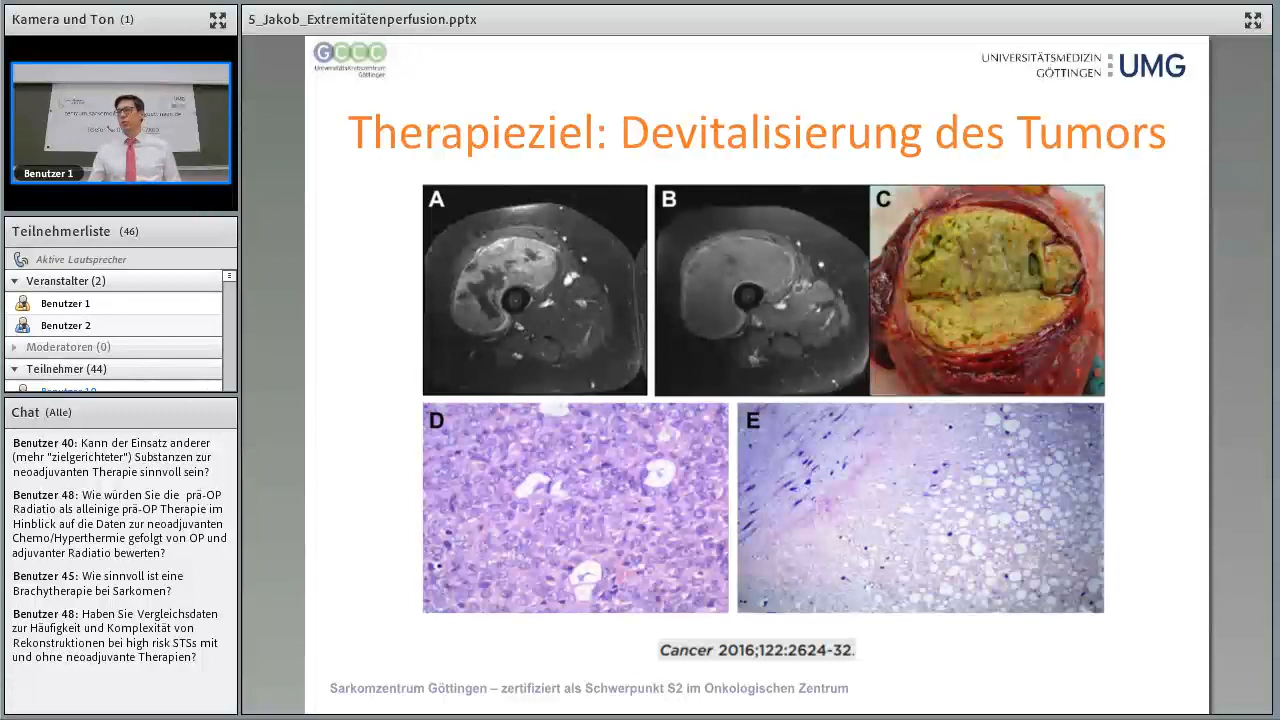 Kamera und Ton (1)
5_Jakob_Extremitätenperfusion.pptx
Benutzer 1
Teilnehmerliste (46)
Aktive Lautsprecher
Veranstalter (2)
Benutzer 1
Benutzer 2
Moderatoren (0)
Teilnehmer (44)
Chat (Alle)
Benutzer 40: Kann der Einsatz anderer
(mehr "zielgerichteter") Substanzen zur
neoadjuvanten Therapie sinnvoll sein?
Benutzer 48: Wie würden Sie die prä-OP
Radiatio als alleinige prä-OP Therapie im
Hinblick auf die Daten zur neoadjuvanten
Chemo/Hyperthermie gefolgt von OP und
adjuvanter Radiatio bewerten?
Benutzer 45: Wie sinnvoll ist eine
Brachytherapie bei Sarkomen?
Benutzer 48: Haben Sie Vergleichsdaten
zur Häufigkeit und Komplexität von
Rekonstruktionen bei high risk STSs mit
und ohne neoadjuvante Therapien?
GCCC
UniversitätsKrebszentrum
Göttingen
UNIVERSITÄTSMEDIZIN
GÖTTINGEN
UMG
Therapieziel: Devitalisierung des Tumors
A
B
C
D
E
Cancer 2016;122:2624-32.
Sarkomzentrum Göttingen – zertifiziert als Schwerpunkt S2 im Onkologischen Zentrum